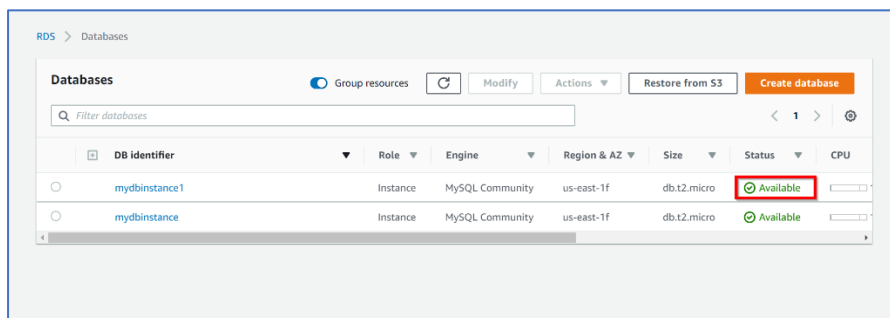 RDS > Databases
Databases Group resources Modify Actions Restore from S3 Create database
Filter databases < 1 >
DB identifier Role Engine Region & AZ Size Status CPU
mydbinstance1 Instance MySQL Community us-east-1f db.t2.micro Available
mydbinstance Instance MySQL Community us-east-1f db.t2.micro Available